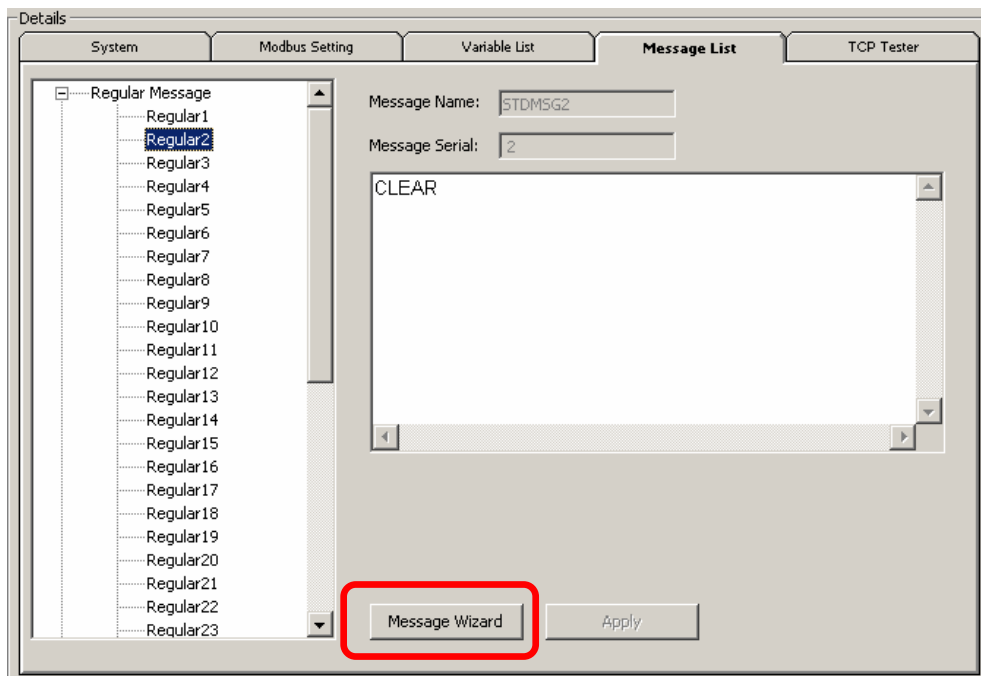 Details
System Modbus Setting Variable List Message List TCP Tester
Regular Message
Regular1
Regular2
Regular3
Regular4
Regular5
Regular6
Regular7
Regular8
Regular9
Regular10
Regular11
Regular12
Regular13
Regular14
Regular15
Regular16
Regular17
Regular18
Regular19
Regular20
Regular21
Regular22
Regular23
Message Name: STDMSG2
Message Serial: 2
CLEAR
Message Wizard Apply